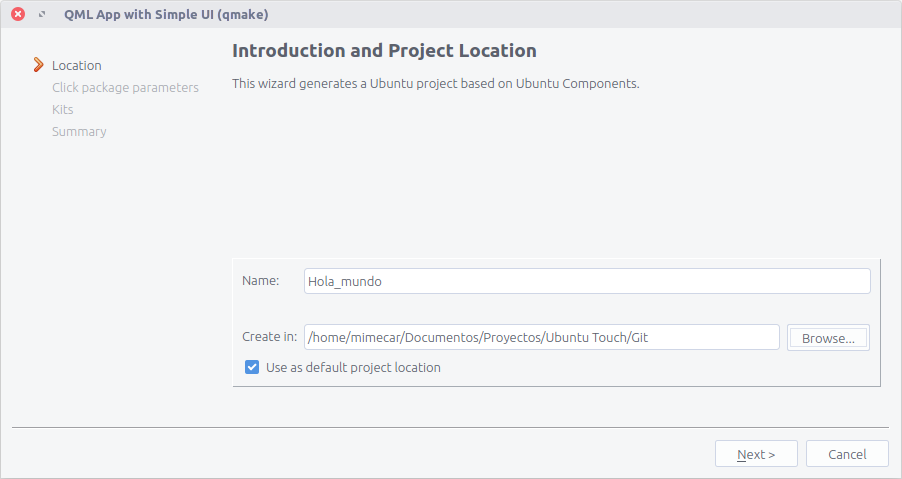 QML App with Simple UI (qmake)
Location
Click package parameters
Kits
Summary
Introduction and Project Location
This wizard generates a Ubuntu project based on Ubuntu Components.
Name: Hola_mundo
Create in: /home/mimecar/Documentos/Proyectos/Ubuntu Touch/Git Browse...
Use as default project location
Next > Cancel